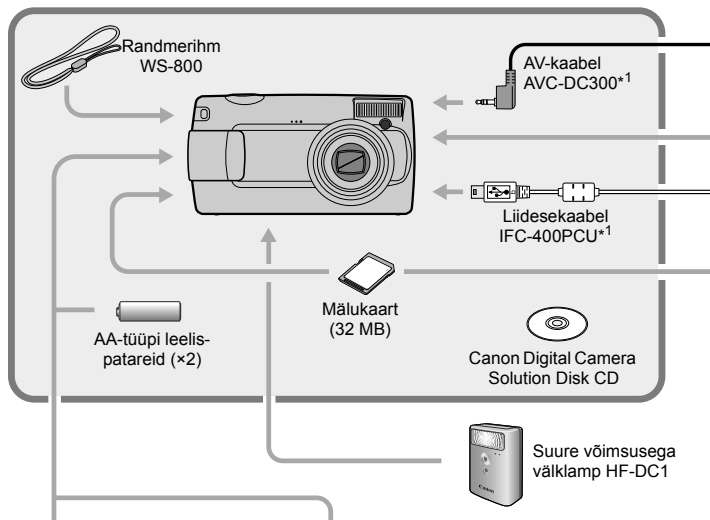 Randmerihm
WS-800
AV-kaabel
AVC-DC300*1
Liidesekaabel
IFC-400PCU*1
Mälukaart
(32 MB)
AA-tüüpi leelis-
patareid (×2)
Canon Digital Camera
Solution Disk CD
Suure võimsusega
välklamp HF-DC1
Canon